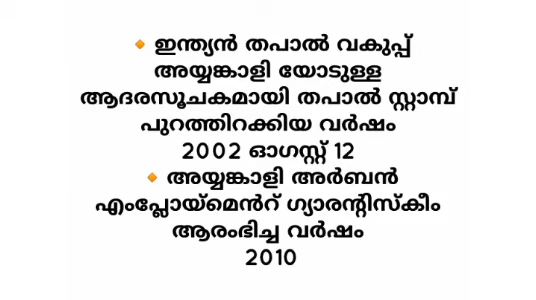 🔸ഇന്ത്യൻ തപാൽ വകുപ്പ്
അയ്യങ്കാളി യോടുള്ള
ആദരസൂചകമായി തപാൽ സ്റ്റാമ്പ്
പുറത്തിറക്കിയ വർഷം
2002 ഓഗസ്റ്റ് 12
🔸അയ്യങ്കാളി അർബൻ
എംപ്ലോയ്മെൻറ് ഗ്യാരന്റിസ്കീം
ആരംഭിച്ച വർഷം
2010